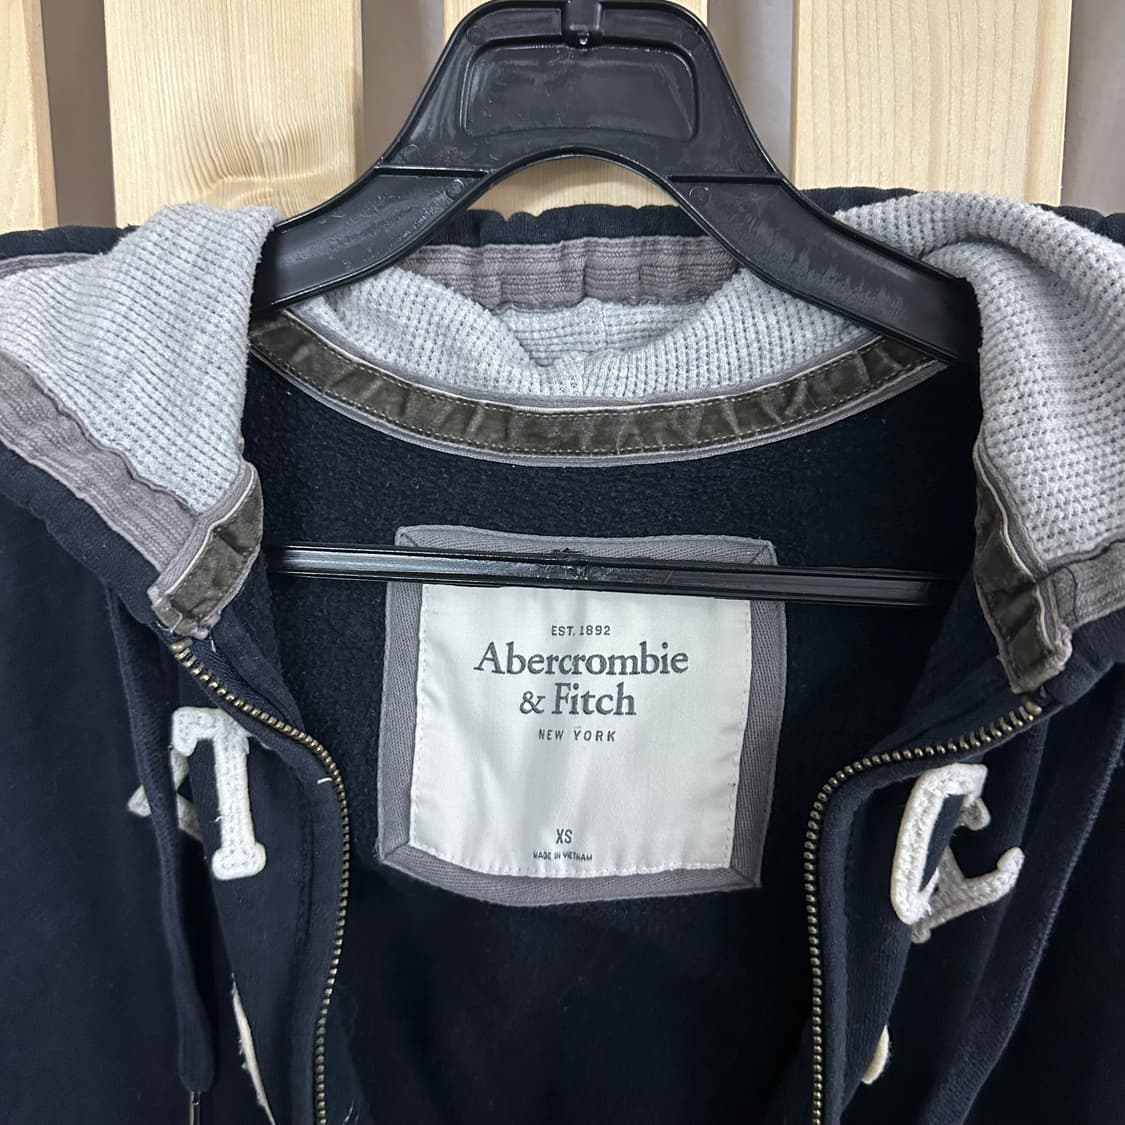 EST. 1892
Abercrombie
& Fitch
NEW YORK
XS
MADE IN VIETNAM